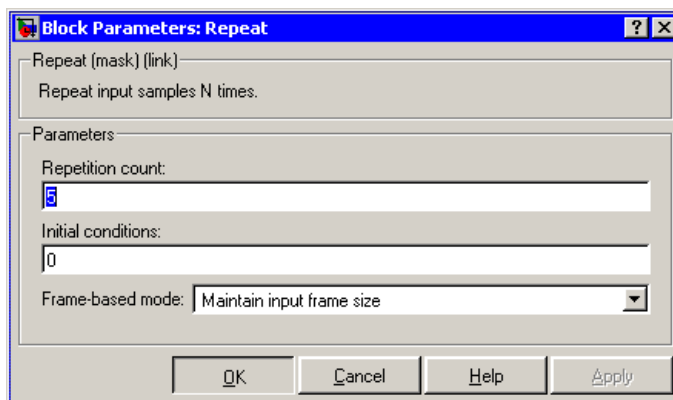 Block Parameters: Repeat
Repeat (mask) (link)
Repeat input samples N times.
Parameters
Repetition count:
5
Initial conditions:
0
Frame-based mode: Maintain input frame size
OK Cancel Help Apply